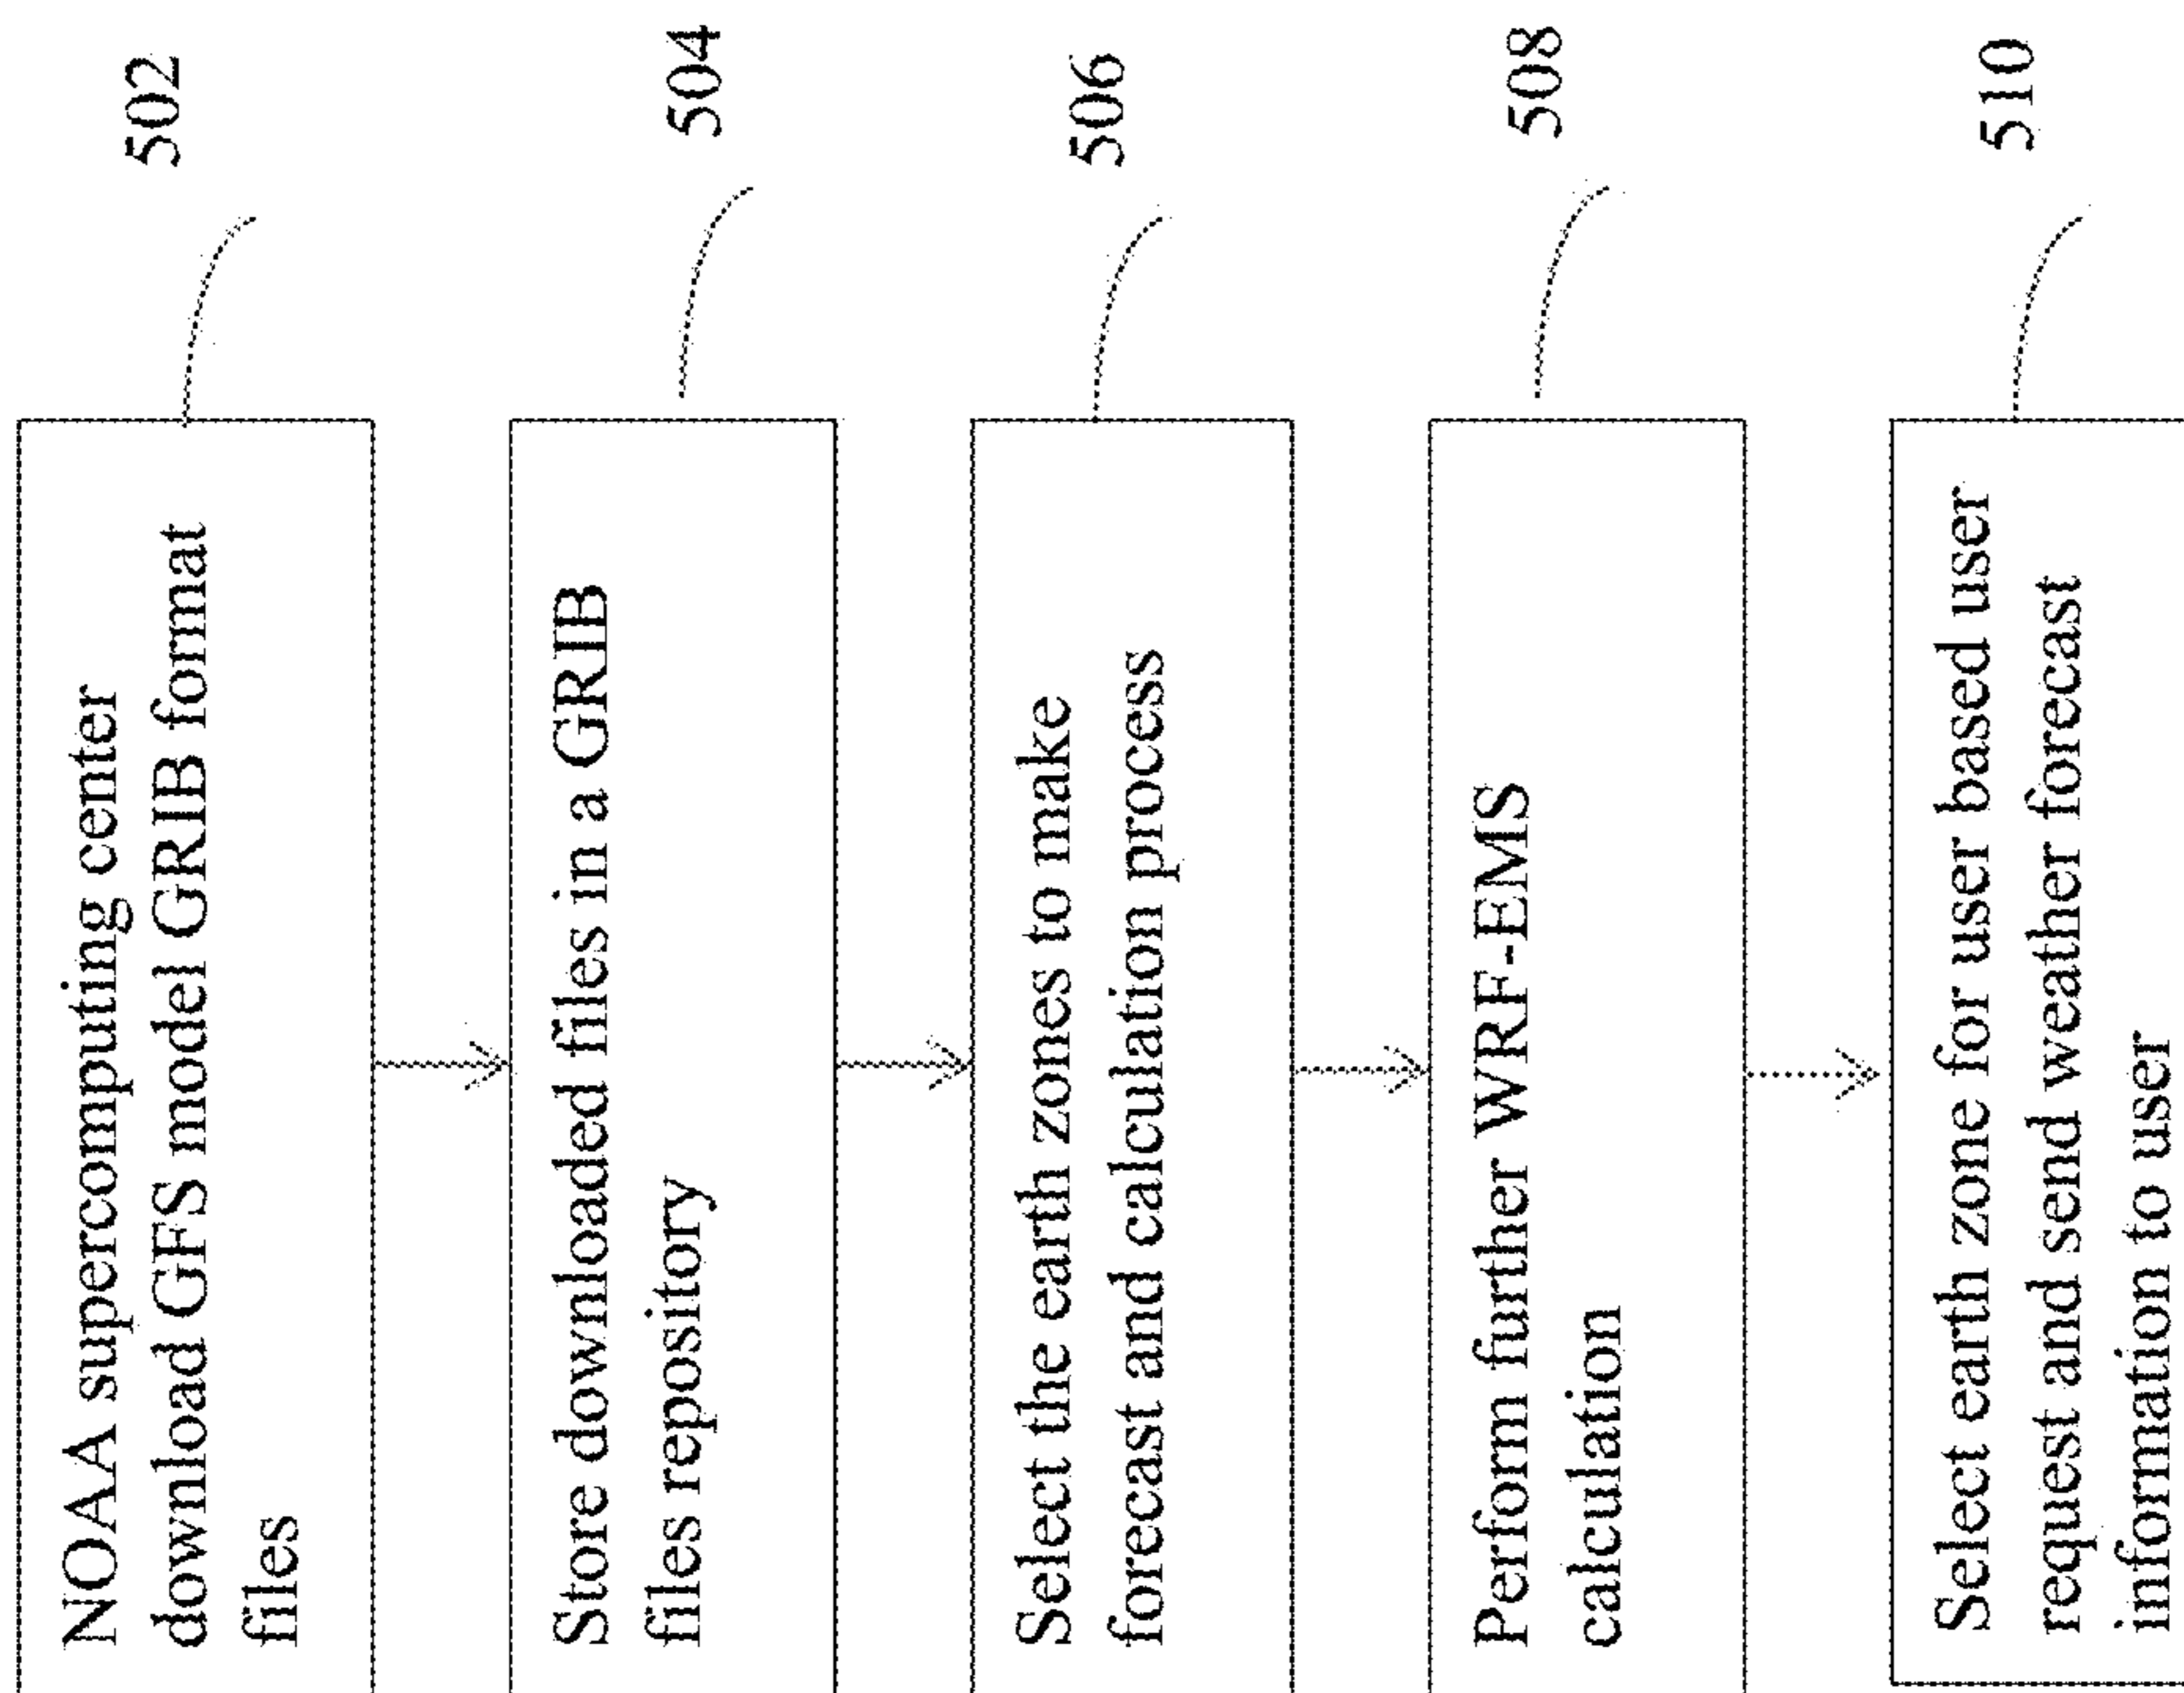 NOAA supercomputing center
download GFS model GRIB format
files
502
Store downloaded files in a GRIB
files repository
504
Select the earth zones to make
forecast and calculation process
506
Perform further WRF-EMS
calculation
508
Select earth zone for user based user
request and send weather forecast
information to user
510